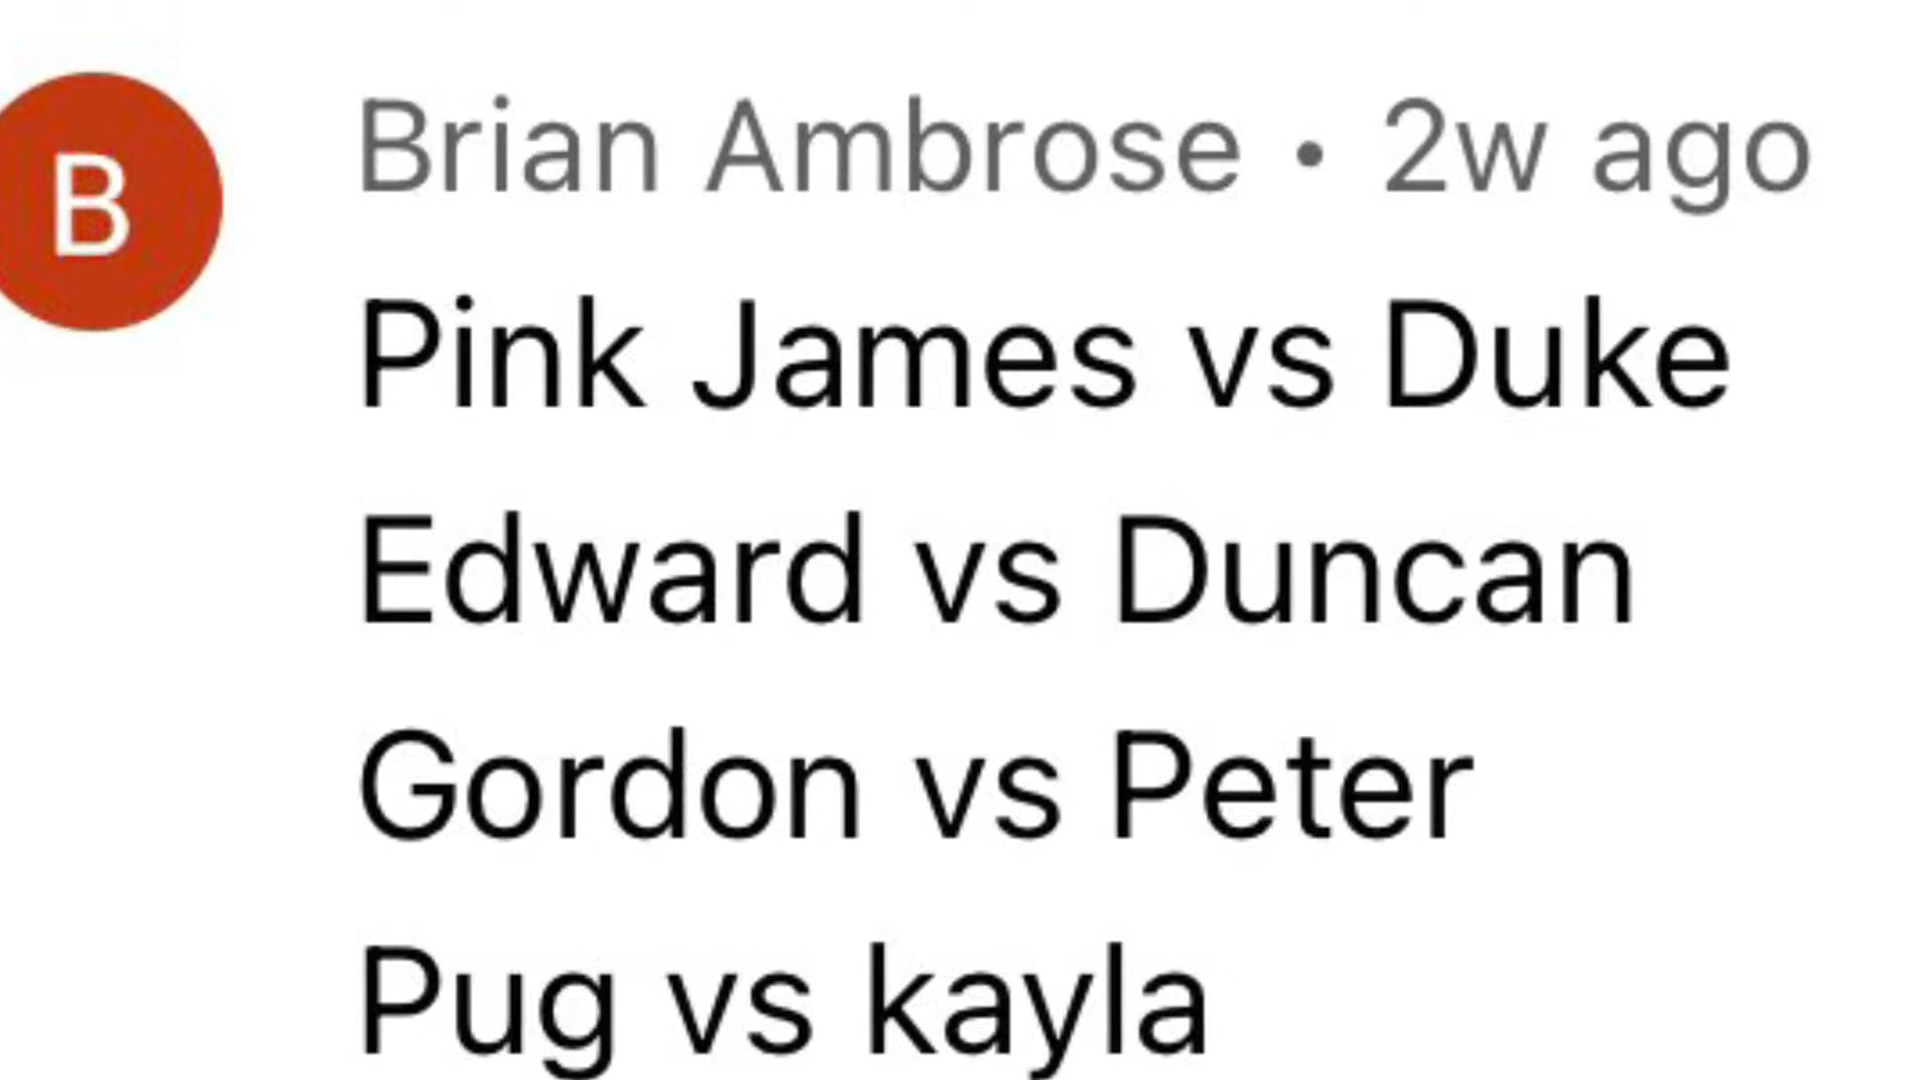 B
Brian Ambrose • 2w ago
Pink James vs Duke
Edward vs Duncan
Gordon vs Peter
Pug vs kayla